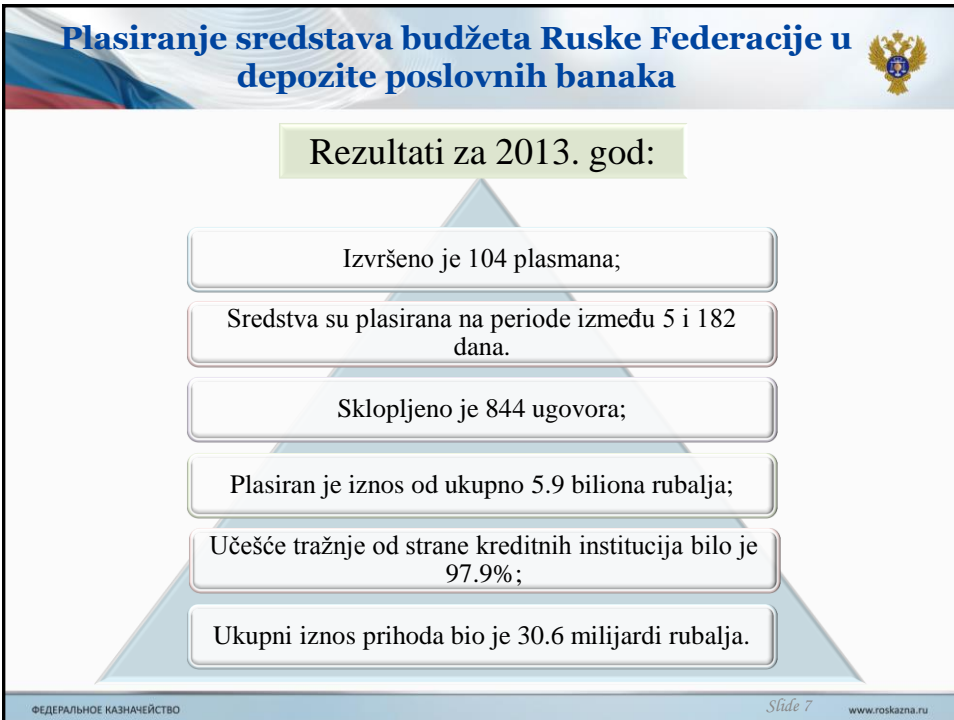 Plasiranje sredstava budžeta Ruske Federacije u
depozite poslovnih banaka
Rezultati za 2013. god:
Izvršeno je 104 plasmana;
Sredstva su plasirana na periode između 5 i 182
dana.
Sklopljeno je 844 ugovora;
Plasiran je iznos od ukupno 5.9 biliona rubalja;
Učešće tražnje od strane kreditnih institucija bilo je
97.9%;
Ukupni iznos prihoda bio je 30.6 milijardi rubalja.
ФЕДЕРАЛЬНОЕ КАЗНАЧЕЙСТВО
Slide 7
www.roskazna.ru